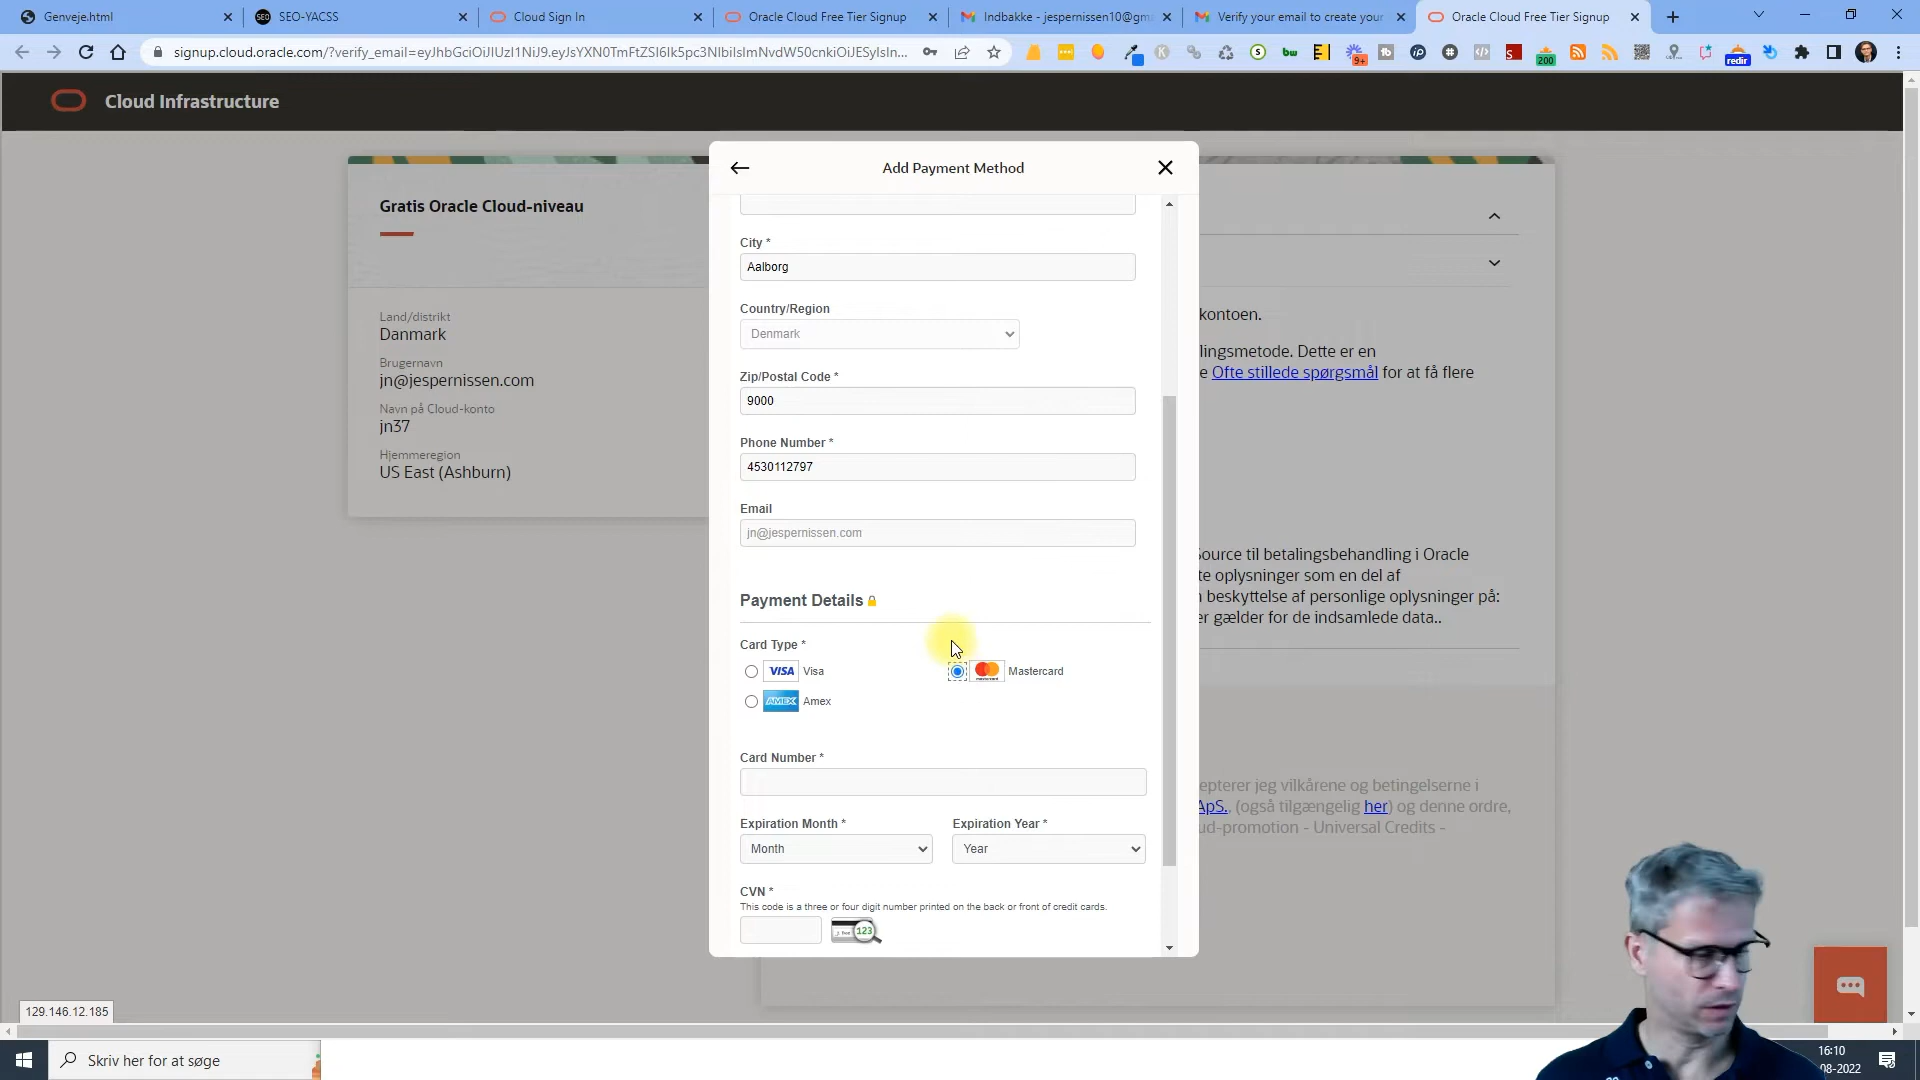 Genveje.html
SEO-YACSS
Cloud Sign In
Oracle Cloud Free Tier Signup
Indbakke - jespernissen10@gma
Verify your email to create your
Oracle Cloud Free Tier Signup
9+
200
redir
Cloud Infrastructure
Gratis Oracle Cloud-niveau
Land/distrikt
Danmark
Brugernavn
jn@jespernissen.com
Navn på Cloud-konto
jn37
Hjemmeregion
US East (Ashburn)
Add Payment Method
City *
Aalborg
Country/Region
Denmark
Zip/Postal Code *
9000
Phone Number *
4530112797
Email
jn@jespernissen.com
Payment Details
Card Type *
VISA Visa
Mastercard
AMEX Amex
Card Number *
Expiration Month *
Expiration Year *
Month
Year
CVN *
This code is a three or four digit number printed on the back or front of credit cards.
123
kontoen.
lingsmetode. Dette er en
e Ofte stillede spørgsmål for at få flere
Source til betalingsbehandling i Oracle
te oplysninger som en del af
n beskyttelse af personlige oplysninger på:
er gælder for de indsamlede data..
epterer jeg vilkårene og betingelserne i
ApS., (også tilgængelig her) og denne ordre,
ud-promotion - Universal Credits -
129.146.12.185
Skriv her for at søge
16:10
08-2022